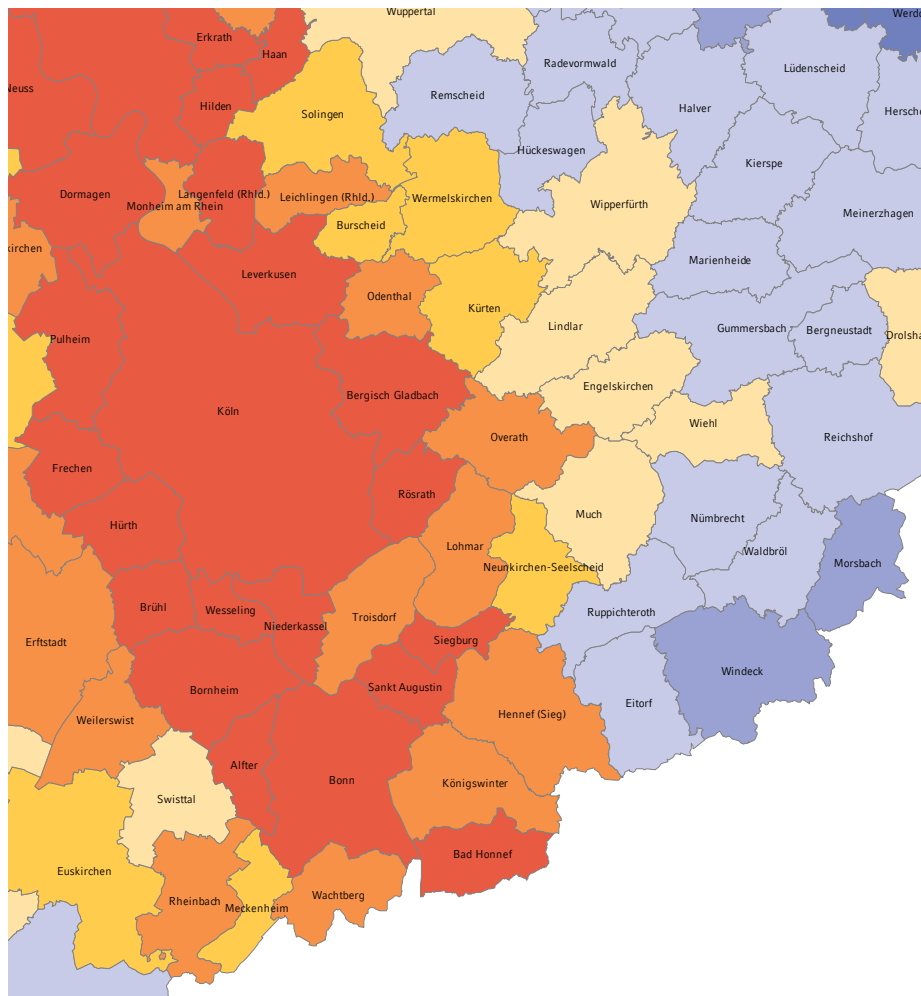 Wuppertal
Erkrath
Haan
Radevormwald
Lüdenscheid
Remscheid
Hilden
Solingen
Halver
Hückeswagen
Kierspe
Dormagen
Langenfeld (Rhld.)
Monheim am Rhein
Leichlingen (Rhld.)
Wermelskirchen
Wipperfürth
Meinerzhagen
Burscheid
kirchen
Marienheide
Leverkusen
Odenthal
Kürten
Lindlar
Gummersbach
Bergneustadt
Pulheim
Engelskirchen
Bergisch Gladbach
Köln
Wiehl
Overath
Reichshof
Frechen
Rösrath
Hürth
Much
Nümbrecht
Lohmar
Waldbröl
Morsbach
Neunkirchen-Seelscheid
Brühl
Wesseling
Troisdorf
Ruppichteroth
Niederkassel
Erftstadt
Siegburg
Windeck
Bornheim
Sankt Augustin
Eitorf
Weilerswist
Hennef (Sieg)
Alfter
Bonn
Königswinter
Swisttal
Bad Honnef
Euskirchen
Rheinbach
Meckenheim
Wachtberg